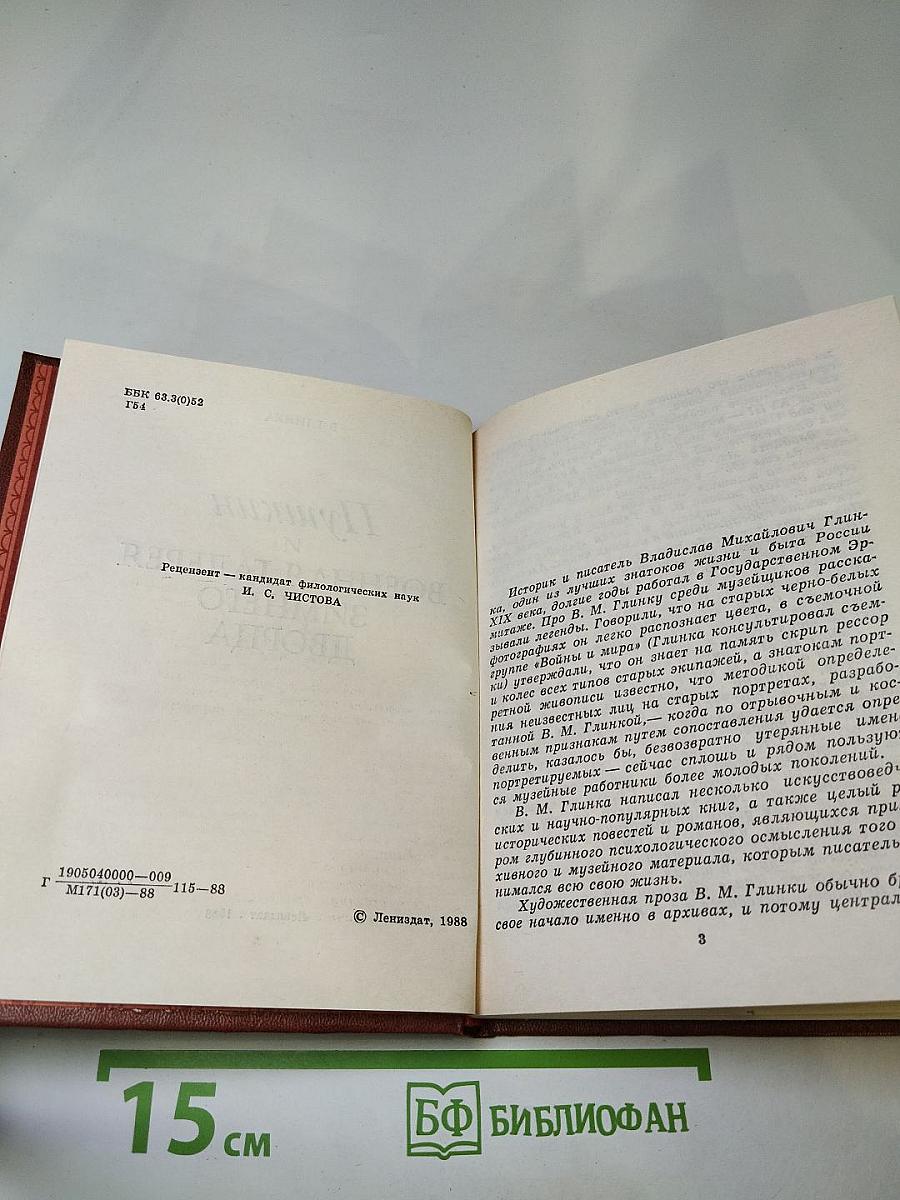 ББК 63.3(0)52
Г54
Рецензент — кандидат филологических наук
И. С. ЧИСТОВА
Г 1905040000—009
М171(03)—88 115—88
© Лениздат, 1988
Историк и писатель Владислав Михайлович Глин-
ка, один из лучших знатоков жизни и быта России
XIX века, долгие годы работал в Государственном Эр-
митаже. Про В. М. Глинку среди музейщиков расска-
зывали легенды. Говорили, что на старых черно-белых
фотографиях он легко распознает цвета, в съемочной
группе «Войны и мира» (Глинка консультировал съем-
ки) утверждали, что он знает на память скрип рессор
и колес всех типов старых экипажей, а знатокам порт-
ретной живописи известно, что методикой определе-
ния неизвестных лиц на старых портретах, разрабо-
танной В. М. Глинкой,— когда по отрывочным и кос-
венным признакам путем сопоставления удается опре
делить, казалось бы, безвозвратно утерянные имен
портретируемых — сейчас сплошь и рядом пользуют
ся музейные работники более молодых поколений.
В. М. Глинка написал несколько искусствоведч
ских и научно-популярных книг, а также целый р
исторических повестей и романов, являющихся при
ром глубинного психологического осмысления того
хивного и музейного материала, которым писатель
нимался всю свою жизнь.
Художественная проза В. М. Глинки обычно б
свое начало именно в архивах, и потому централ
3
15 см
БФ БИБЛИОФАН